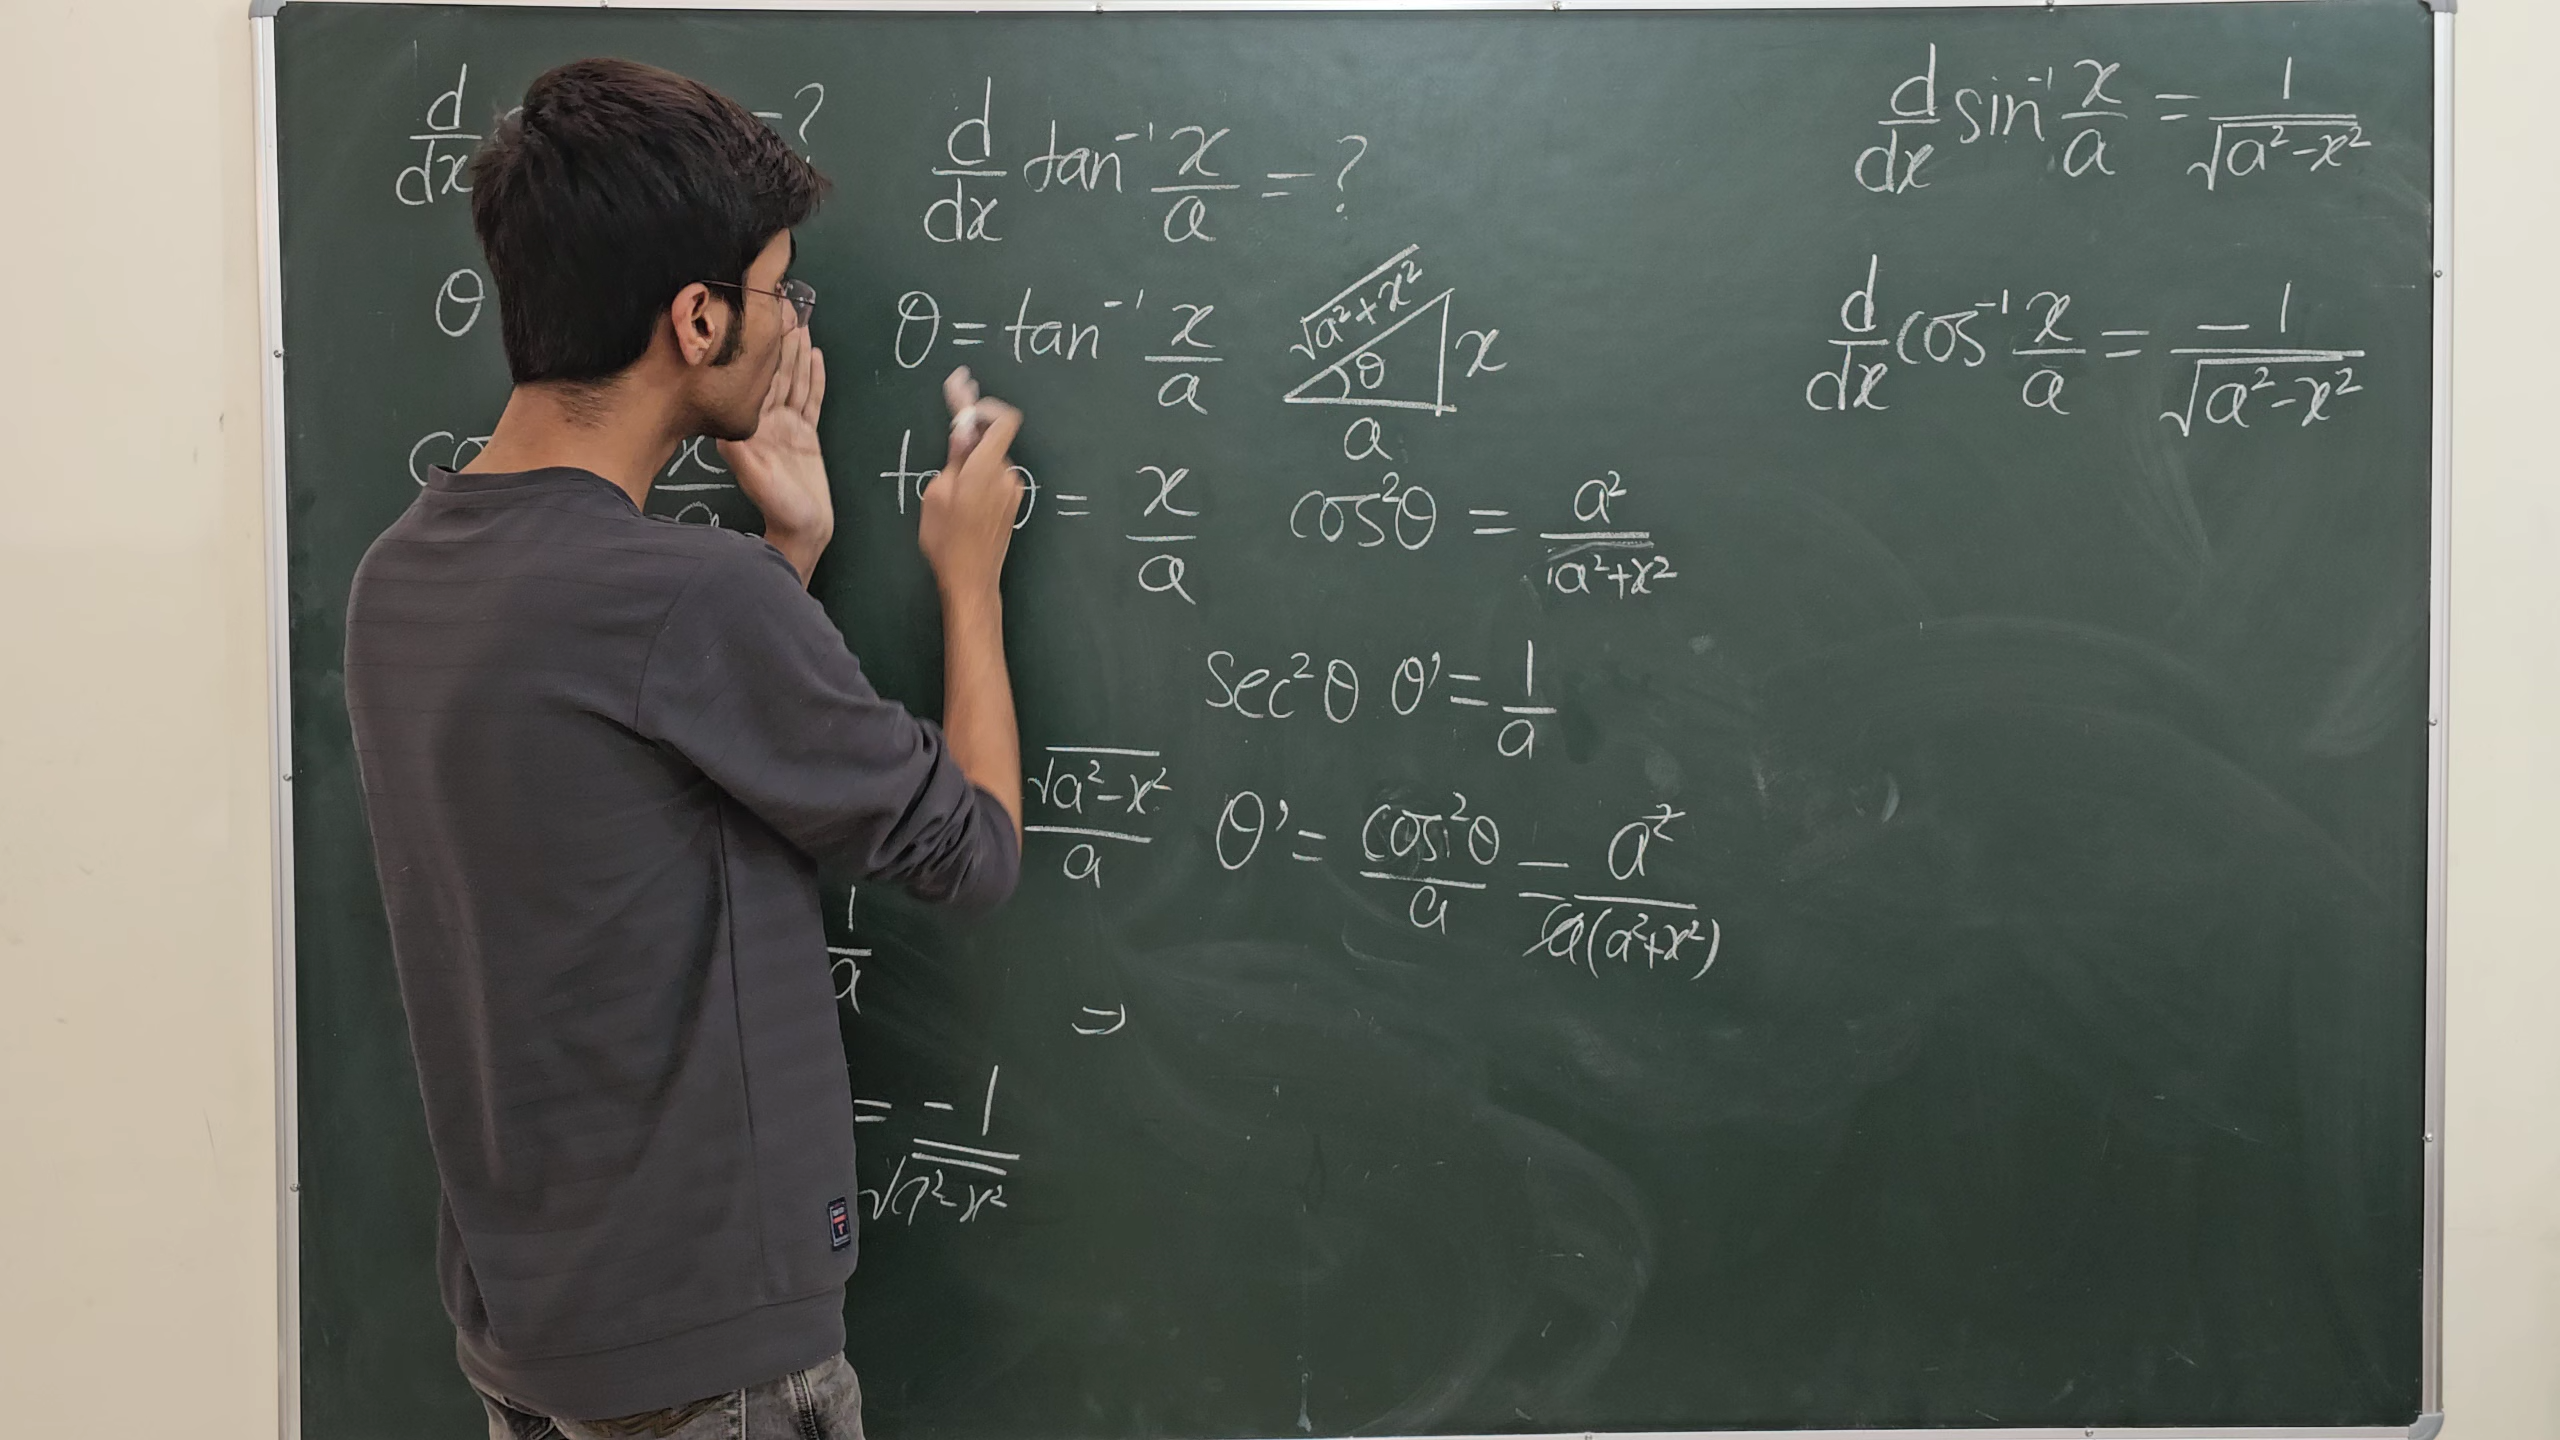 d/dx = ?
θ
x/a
d/dx tan⁻¹ x/a = ?
θ = tan⁻¹ x/a
√a²+x²
θ
x
a
= x/a
cos²θ = a²/a²+x²
sec²θ θ' = 1/a
√a²-x²/a
θ' = cos²θ/a = a²/a(a²+x²)
1/a
⇒
= -1/√a²-x²
d/dx sin⁻¹ x/a = 1/√a²-x²
d/dx cos⁻¹ x/a = -1/√a²-x²